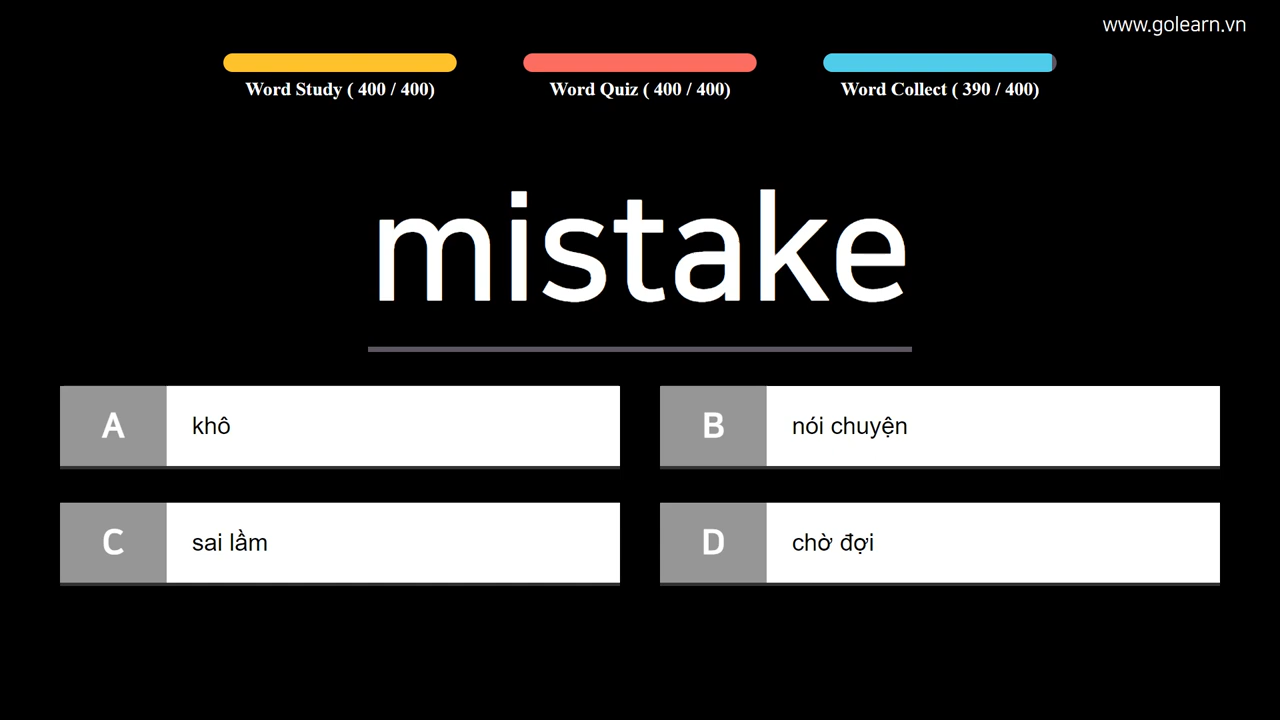 www.golearn.vn
Word Study ( 400 / 400)
Word Quiz ( 400 / 400)
Word Collect ( 390 / 400)
mistake
A khô
B nói chuyện
C sai lầm
D chờ đợi